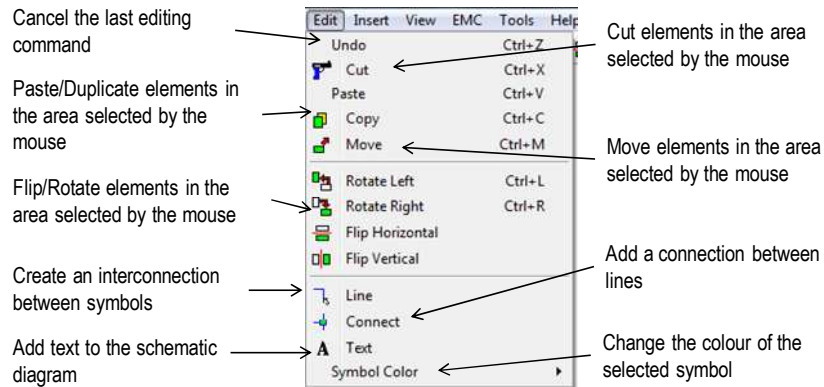 Cancel the last editing
command
Paste/Duplicate elements in
the area selected by the
mouse
Flip/Rotate elements in the
area selected by the mouse
Create an interconnection
between symbols
Add text to the schematic
diagram
Edit Insert View EMC Tools Help
Undo Ctrl+Z
Cut Ctrl+X
Paste Ctrl+V
Copy Ctrl+C
Move Ctrl+M
Rotate Left Ctrl+L
Rotate Right Ctrl+R
Flip Horizontal
Flip Vertical
Line
Connect
A Text
Symbol Color
Cut elements in the area
selected by the mouse
Move elements in the area
selected by the mouse
Add a connection between
lines
Change the colour of the
selected symbol